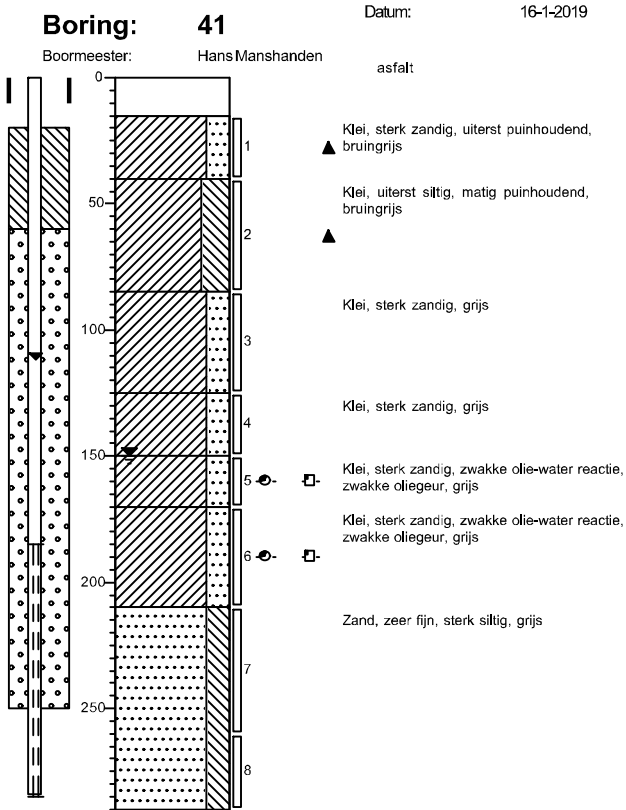 Boring: 41
Datum: 16-1-2019
Boormeester: Hans Manshanden
asfalt
0
Klei, sterk zandig, uiterst puinhoudend,
bruingrijs
1
Klei, uiterst siltig, matig puinhoudend,
bruingrijs
50
2
Klei, sterk zandig, grijs
100
3
Klei, sterk zandig, grijs
4
150
Klei, sterk zandig, zwakke olie-water reactie,
zwakke oliegeur, grijs
5
Klei, sterk zandig, zwakke olie-water reactie,
zwakke oliegeur, grijs
6
200
Zand, zeer fijn, sterk siltig, grijs
7
250
8